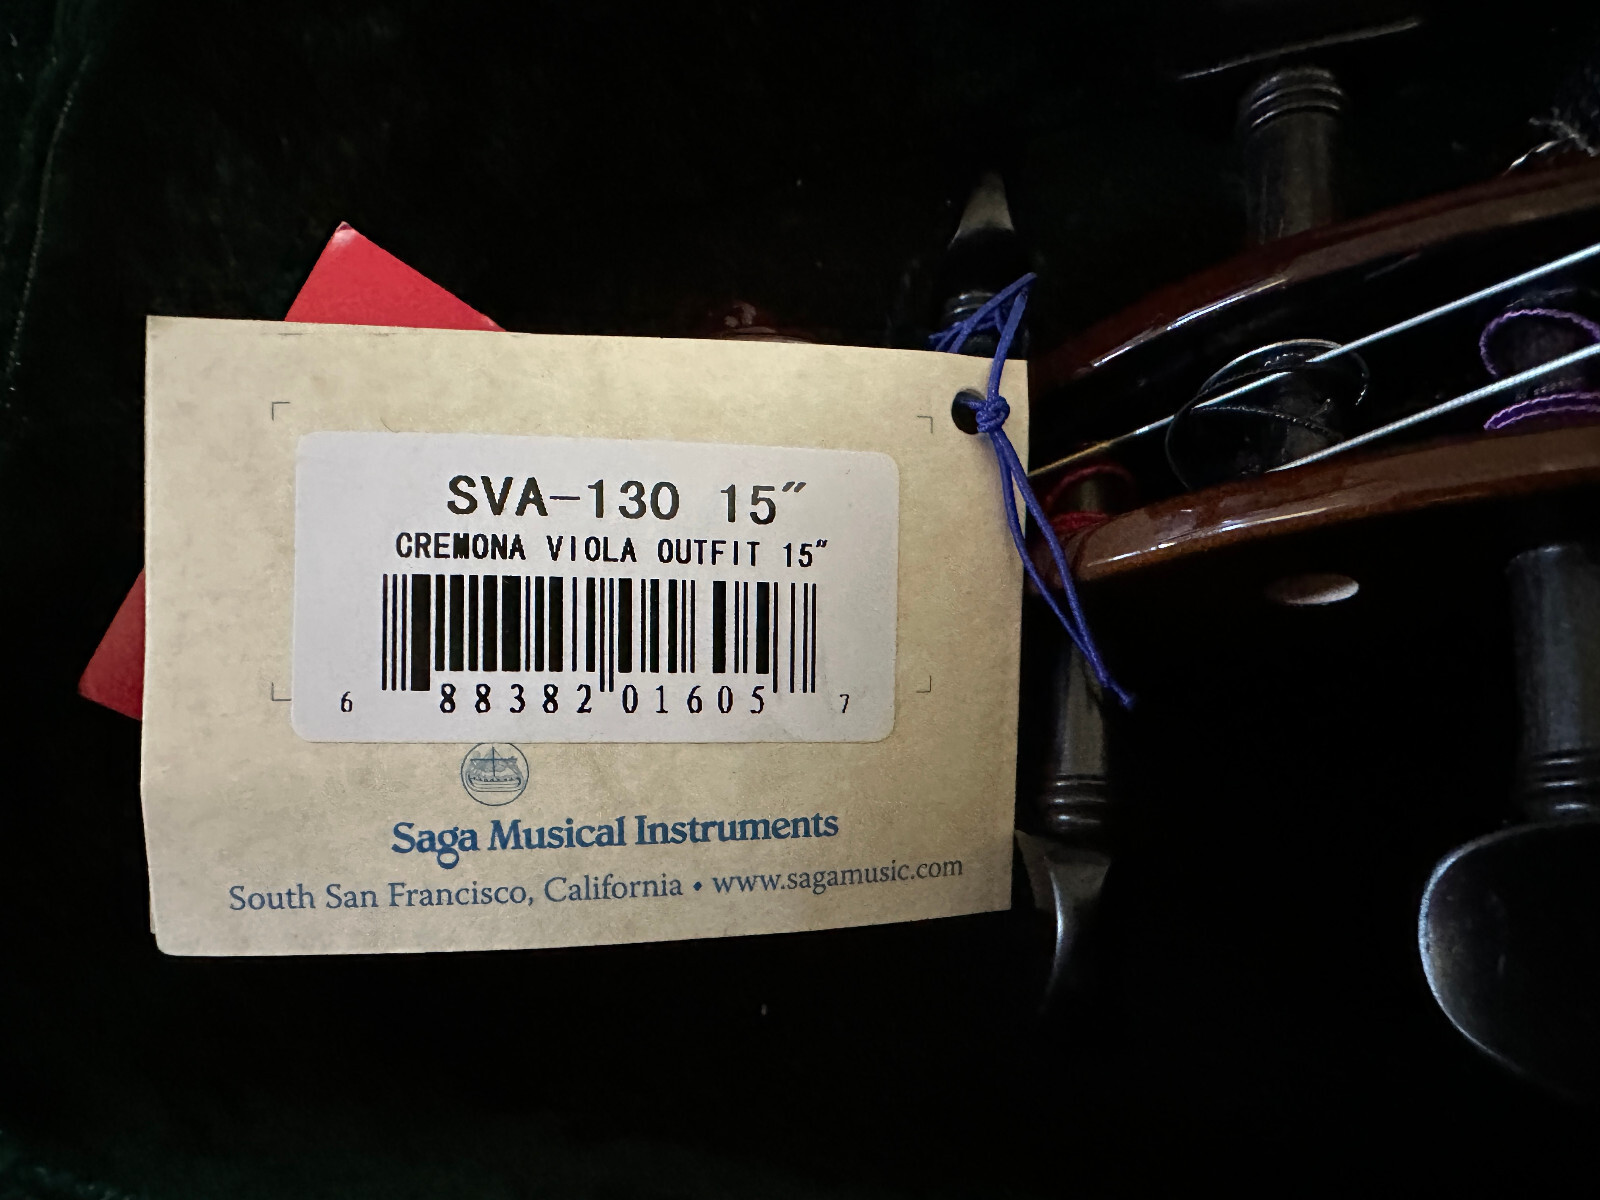 SVA-130 15″
CREMONA VIOLA OUTFIT 15″
6 88382 01605 7
Saga Musical Instruments
South San Francisco, California • www.sagamusic.com